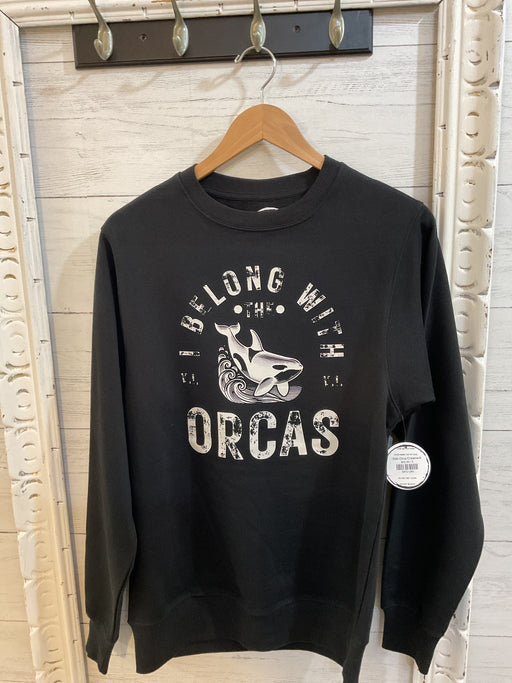 I BELONG WITH
• THE •
V.I. V.I.
ORCAS